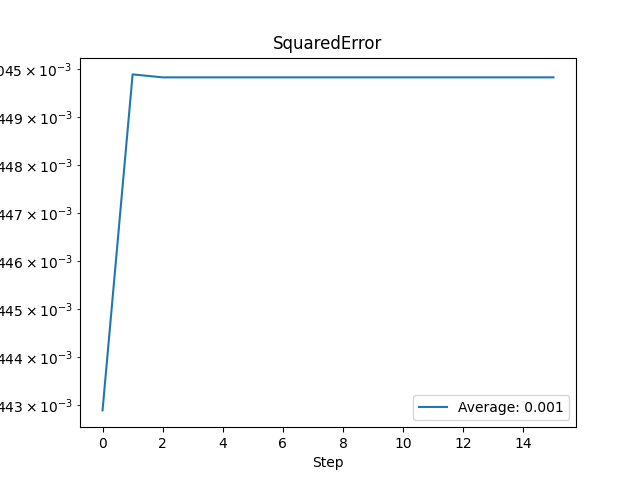 SquaredError
045 × 10⁻³
449 × 10⁻³
448 × 10⁻³
447 × 10⁻³
446 × 10⁻³
445 × 10⁻³
444 × 10⁻³
443 × 10⁻³
Average: 0.001
0 2 4 6 8 10 12 14
Step